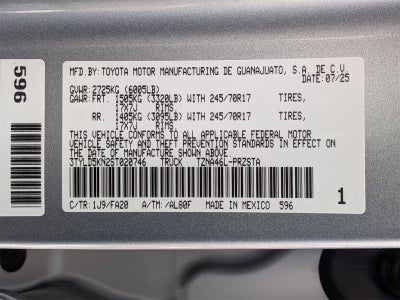 596
MFD.BY:TOYOTA MOTOR MANUFACTURING DE GUANAJUATO, S.A. DE C.V.
DATE:07/25
GVWR:2725KG (6005LB)
GAWR:FRT. 1505KG (3320LB) WITH 245/70R17 TIRES,
17X7J RIMS.
RR. 1405KG (3095LB) WITH 245/70R17 TIRES,
17X7J RIMS.
THIS VEHICLE CONFORMS TO ALL APPLICABLE FEDERAL MOTOR
VEHICLE SAFETY AND THEFT PREVENTION STANDARDS IN EFFECT ON
THE DATE OF MANUFACTURE SHOWN ABOVE.
3TYLD5KN2ST020746 TRUCK TZNA46L-PRZSTA
1
C/TR:1J9/FA20 A/TM:/AL80F MADE IN MEXICO 596